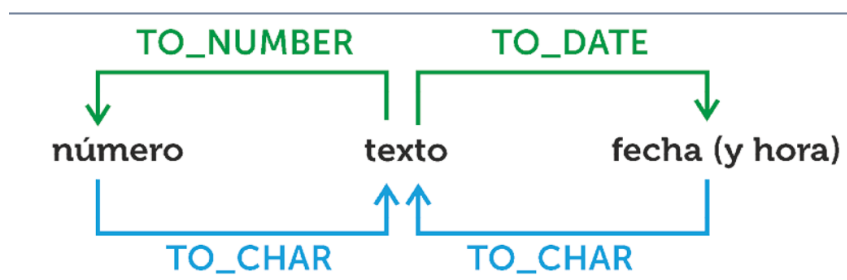 TO_NUMBER TO_DATE
número texto fecha (y hora)
TO_CHAR TO_CHAR